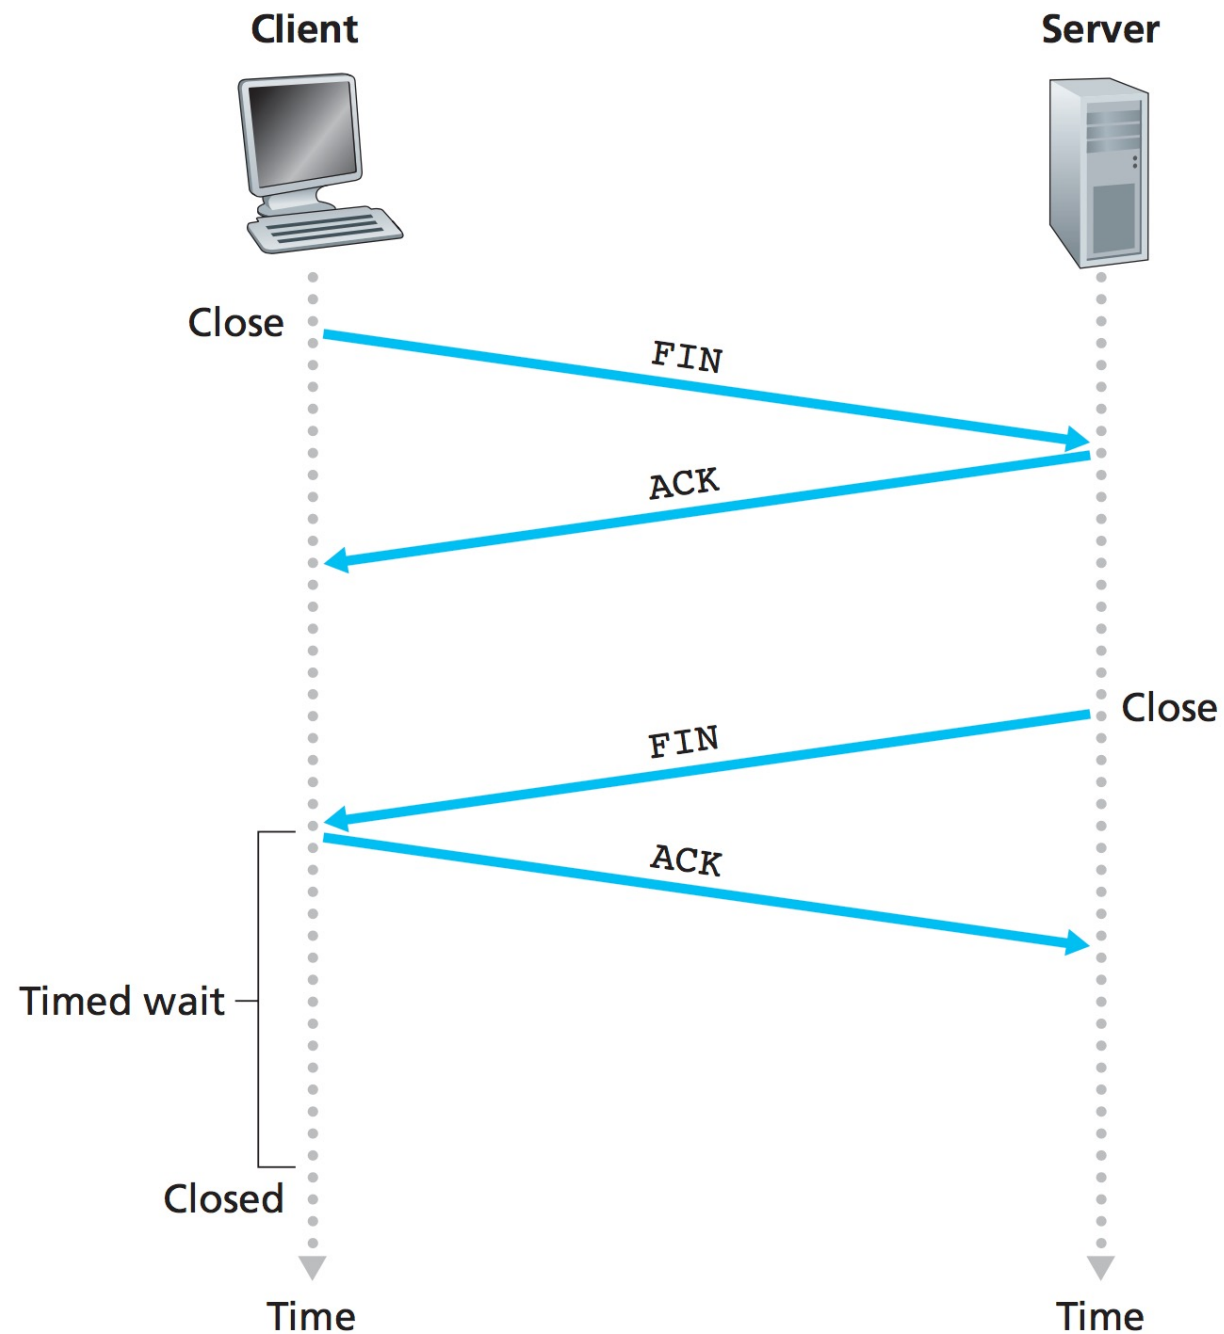 Client
Server
Close
FIN
ACK
Close
FIN
ACK
Timed wait
Closed
Time
Time